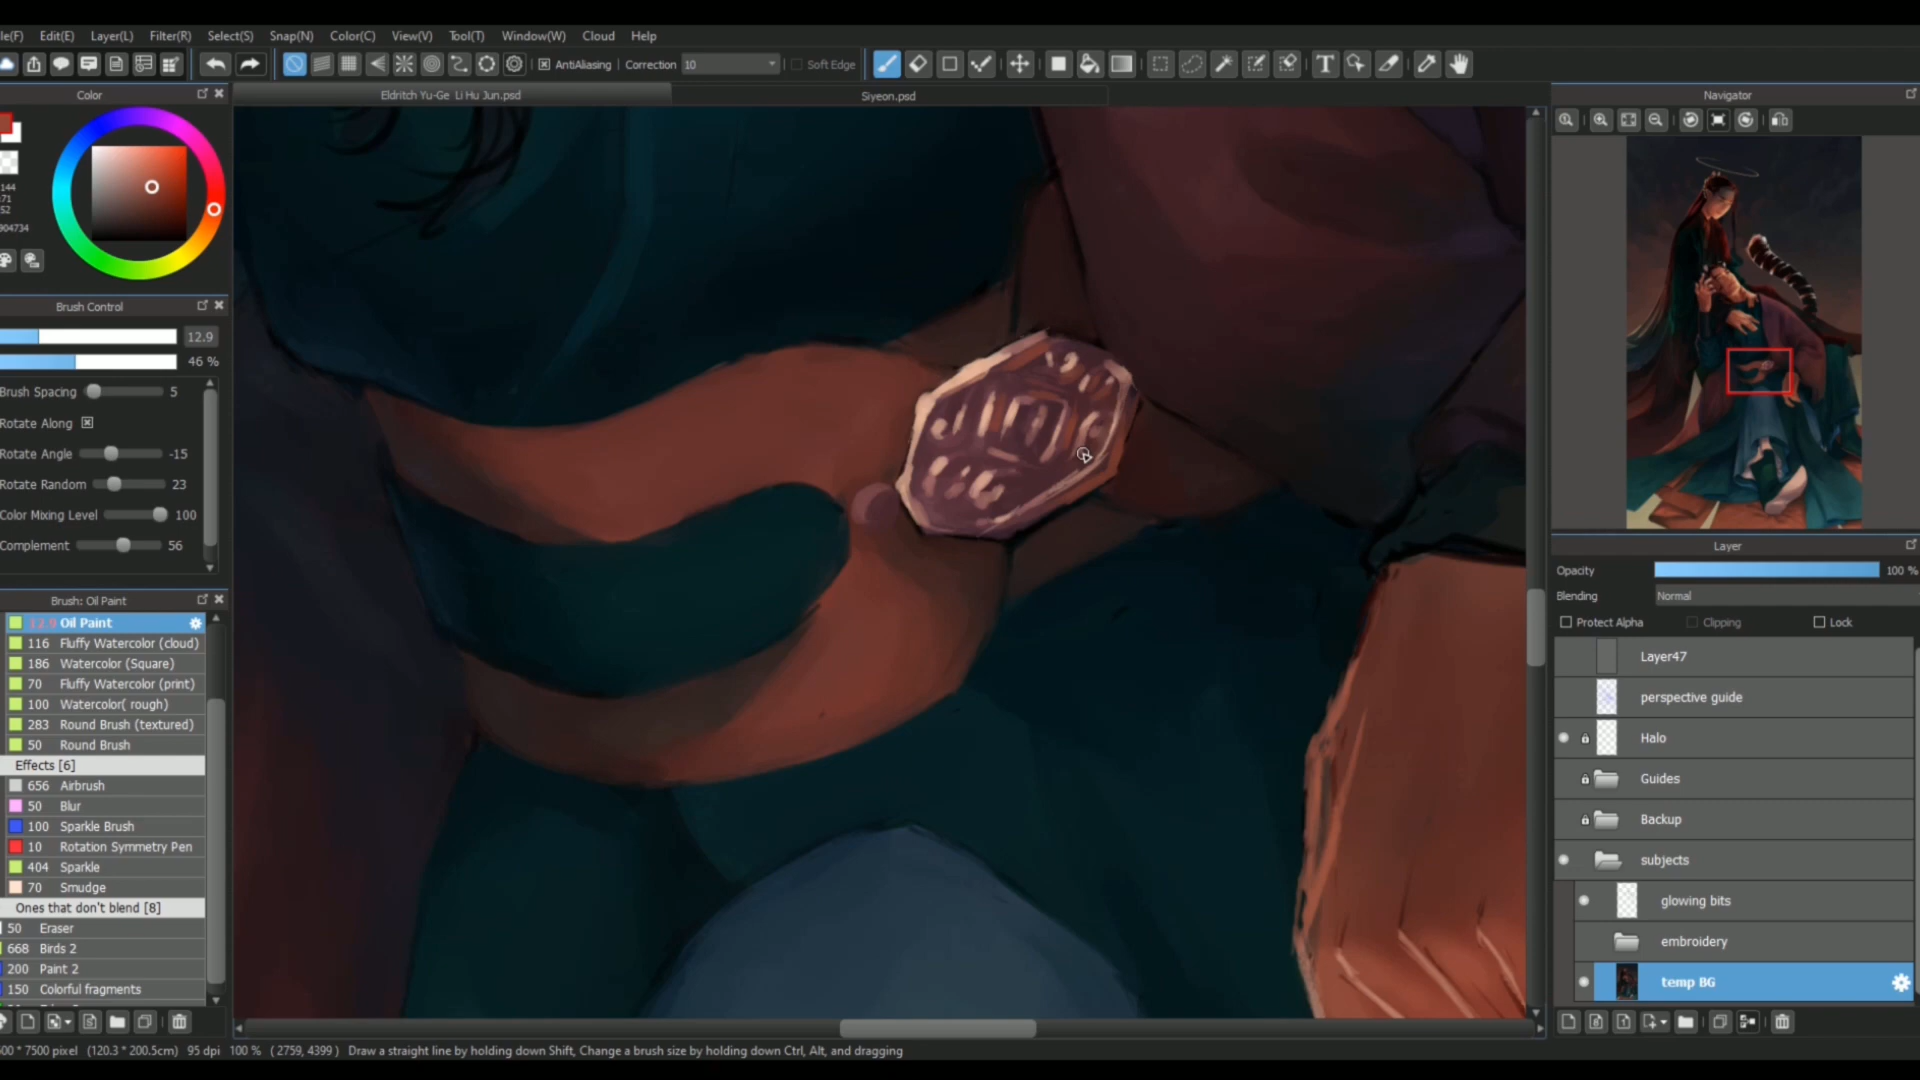 le(F) Edit(E) Layer(L) Filter(R) Select(S) Snap(N) Color(C) View(V) Tool(T) Window(W) Cloud Help
AntiAliasing Correction 10 Soft Edge
Color
Eldritch Yu-Ge Li Hu Jun.psd
Siyeon.psd
Navigator
144
:71
52
904734
Brush Control
12.9
46 %
Brush Spacing 5
Rotate Along
Rotate Angle -15
Rotate Random 23
Color Mixing Level 100
Complement 56
Brush: Oil Paint
12.9 Oil Paint
116 Fluffy Watercolor (cloud)
186 Watercolor (Square)
70 Fluffy Watercolor (print)
100 Watercolor( rough)
283 Round Brush (textured)
50 Round Brush
Effects [6]
656 Airbrush
50 Blur
100 Sparkle Brush
10 Rotation Symmetry Pen
404 Sparkle
70 Smudge
Ones that don't blend [8]
50 Eraser
668 Birds 2
200 Paint 2
150 Colorful fragments
Layer
Opacity 100 %
Blending Normal
Protect Alpha Clipping Lock
Layer47
perspective guide
Halo
Guides
Backup
subjects
glowing bits
embroidery
temp BG
00 * 7500 pixel (120.3 * 200.5cm) 95 dpi 100 % ( 2759, 4399 ) Draw a straight line by holding down Shift, Change a brush size by holding down Ctrl, Alt, and dragging